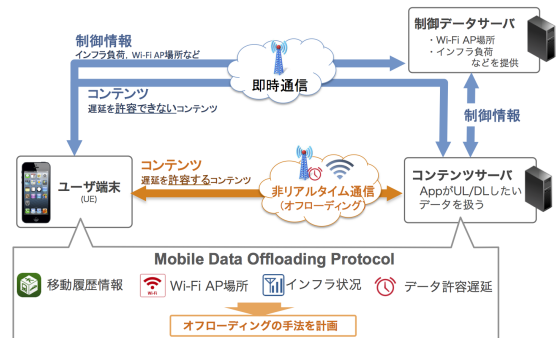 制御情報
インフラ負荷, Wi-Fi AP場所など
制御データサーバ
・Wi-Fi AP場所
・インフラ負荷
などを提供
即時通信
コンテンツ
遅延を許容できないコンテンツ
制御情報
コンテンツ
遅延を許容するコンテンツ
ユーザ端末
(UE)
非リアルタイム通信
(オフローディング)
コンテンツサーバ
AppがUL/DLしたい
データを扱う
Mobile Data Offloading Protocol
移動履歴情報
Wi-Fi
Wi-Fi AP場所
インフラ状況
データ許容遅延
オフローディングの手法を計画